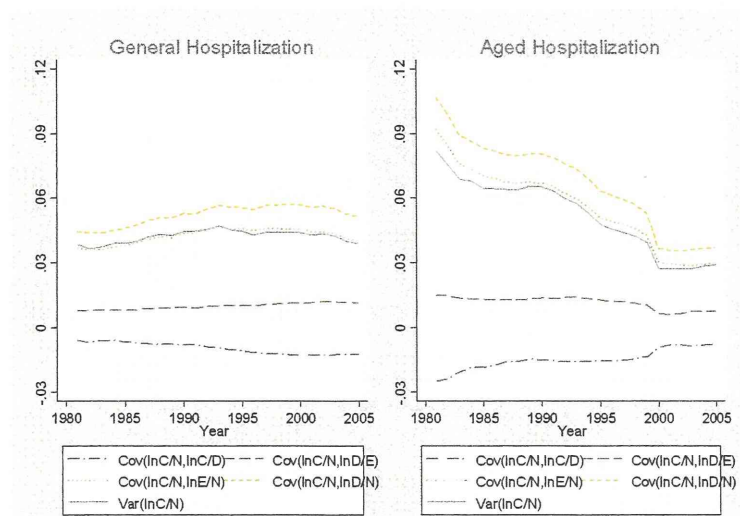 General Hospitalization
.12
.09
.06
.03
0
-.03
1980
1985
1990
1995
2000
2005
Year
Cov(lnC/N,lnC/D)
Cov(lnC/N,lnD/E)
Cov(lnC/N,lnE/N)
Cov(lnC/N,lnD/N)
Var(lnC/N)
Aged Hospitalization
.12
.09
.06
.03
0
-.03
1980
1985
1990
1995
2000
2005
Year
Cov(lnC/N,lnC/D)
Cov(lnC/N,lnD/E)
Cov(lnC/N,lnE/N)
Cov(lnC/N,lnD/N)
Var(lnC/N)